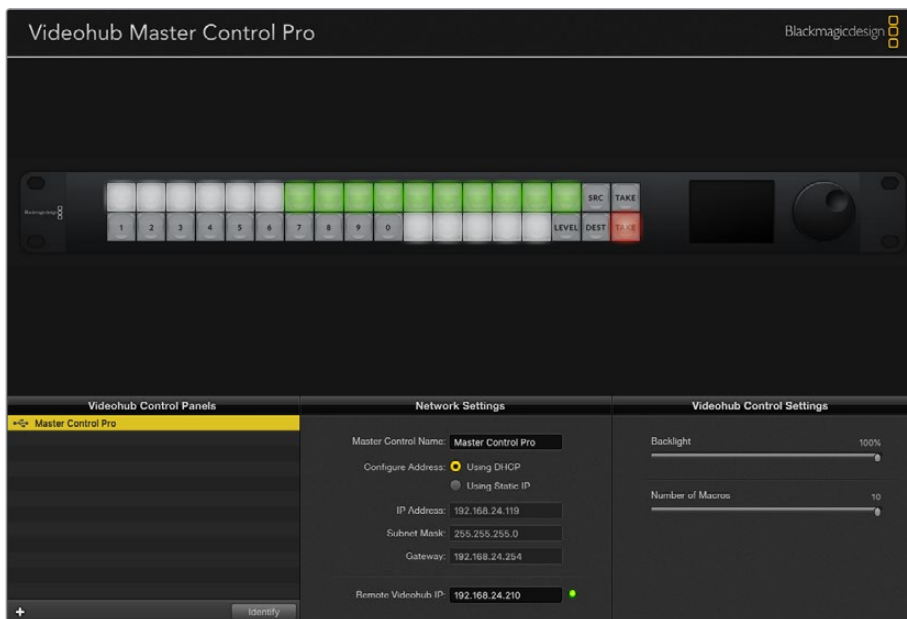 Videohub Master Control Pro
Blackmagicdesign
SRC TAKE
Blackmagicdesign
1 2 3 4 5 6 7 8 9 0 LEVEL DEST TAKE
Videohub Control Panels
Network Settings
Videohub Control Settings
Master Control Pro
Master Control Name: Master Control Pro
Backlight 100%
Configure Address: Using DHCP
Using Static IP
Number of Macros 10
IP Address: 192.168.24.119
Subnet Mask: 255.255.255.0
Gateway: 192.168.24.254
Remote Videohub IP: 192.168.24.210
+ Identify